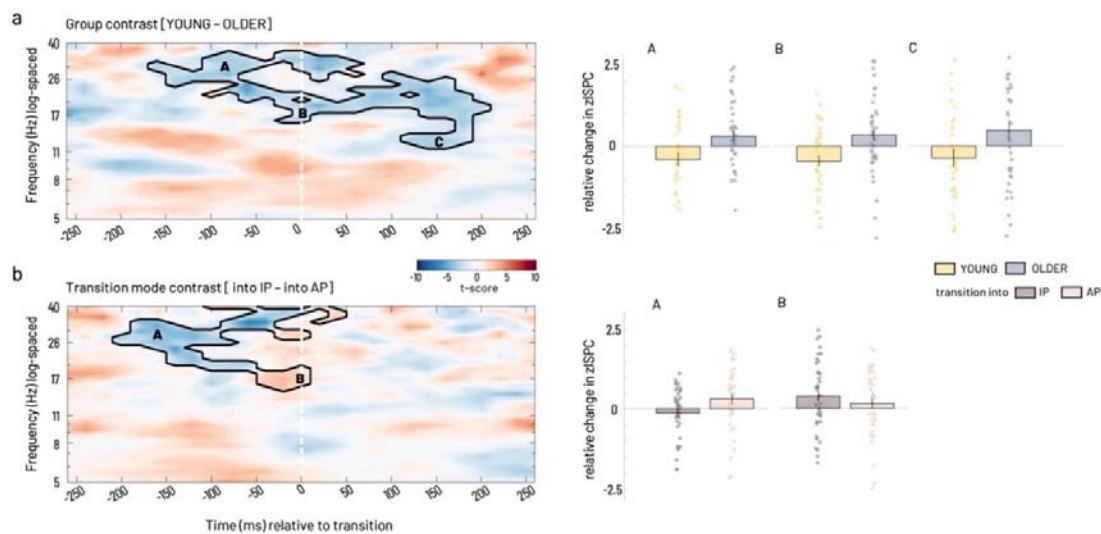 a
Group contrast [YOUNG - OLDER]
Frequency (Hz) log-spaced
40
26
17
11
8
5
A
B
C
-250
-200
-150
-100
-50
0
50
100
150
200
250
A
B
C
relative change in zISPC
2.5
0
-2.5
-10
-5
0
5
10
t-score
YOUNG
OLDER
transition into
IP
AP
b
Transition mode contrast [ into IP - into AP]
Frequency (Hz) log-spaced
40
26
17
11
8
5
A
B
-250
-200
-150
-100
-50
0
50
100
150
200
250
Time (ms) relative to transition
A
B
relative change in zISPC
2.5
0
-2.5